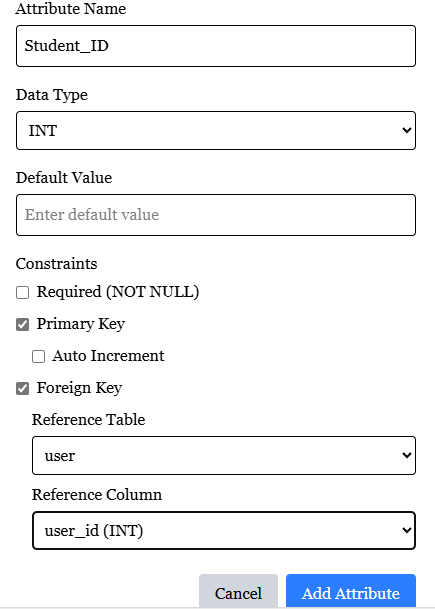 Attribute Name
Student_ID
Data Type
INT
Default Value
Enter default value
Constraints
Required (NOT NULL)
Primary Key
Auto Increment
Foreign Key
Reference Table
user
Reference Column
user_id (INT)
Cancel Add Attribute